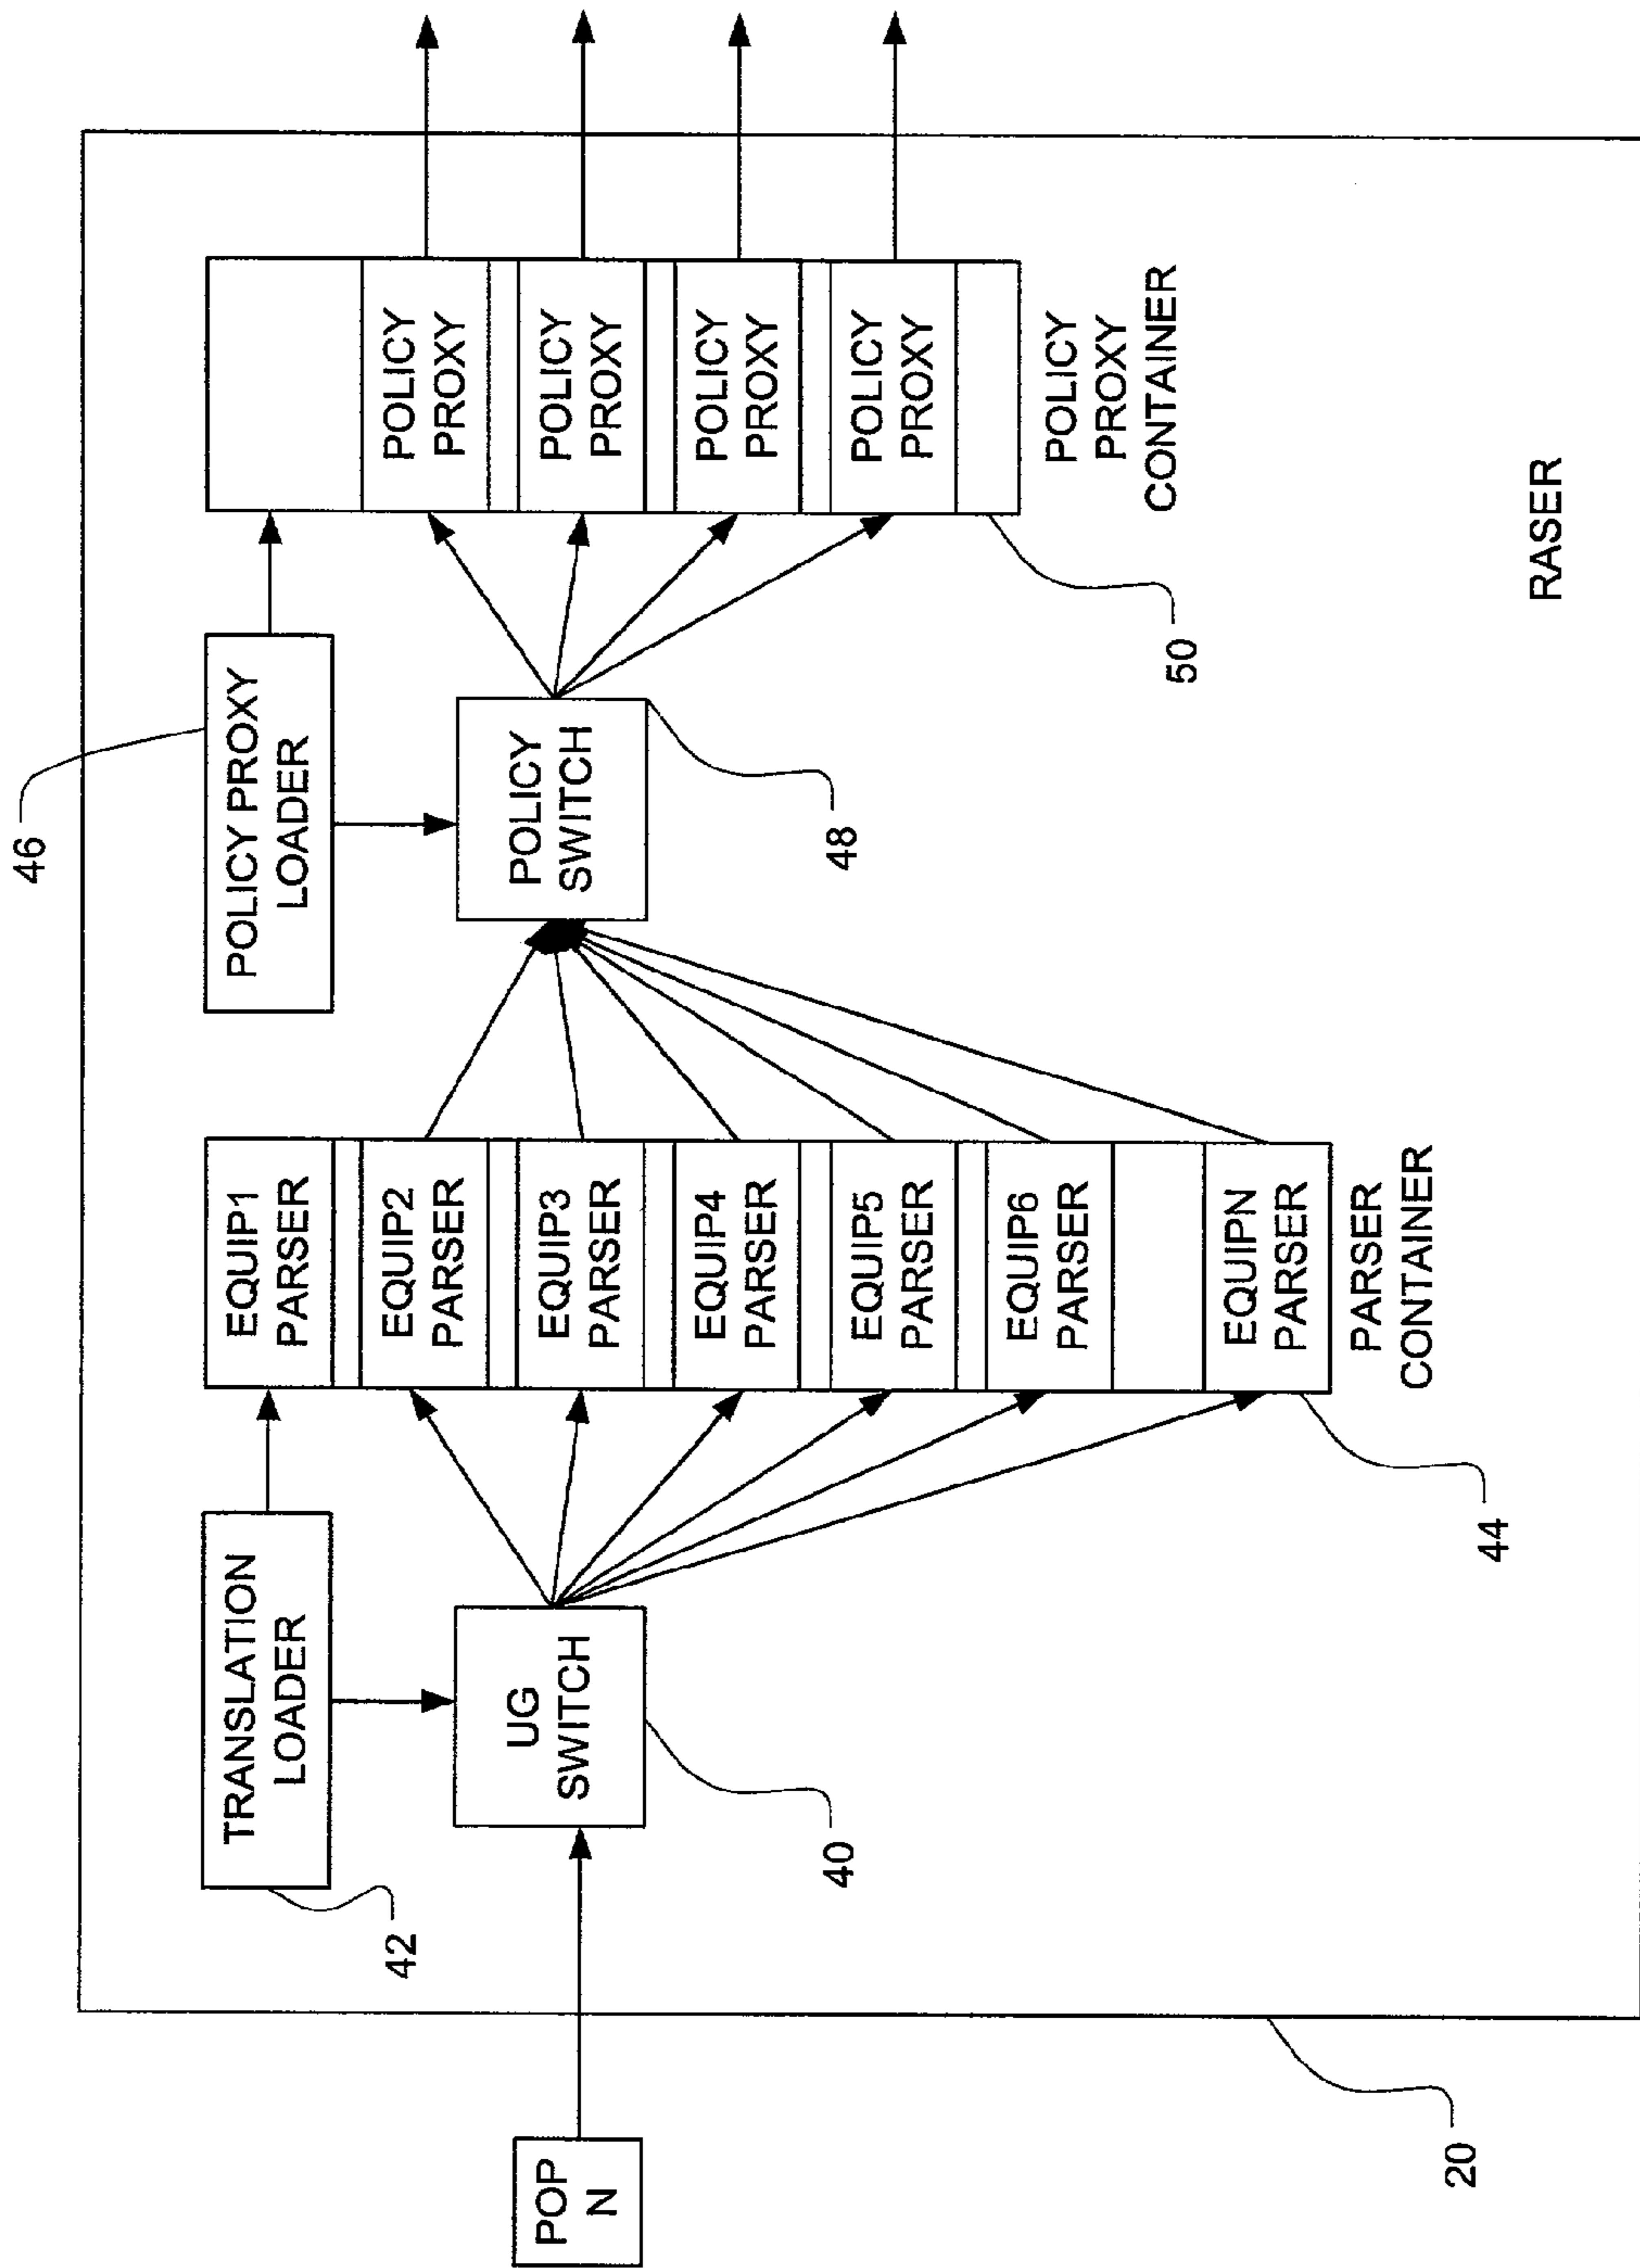 46
POLICY PROXY
LOADER
POLICY
SWITCH
48
POLICY
PROXY
POLICY
PROXY
POLICY
PROXY
POLICY
PROXY
POLICY
PROXY
CONTAINER
50
TRANSLATION
LOADER
42
UG
SWITCH
40
EQUIP1
PARSER
EQUIP2
PARSER
EQUIP3
PARSER
EQUIP4
PARSER
EQUIP5
PARSER
EQUIP6
PARSER
EQUIPN
PARSER
PARSER
CONTAINER
44
POP
N
20
RASER